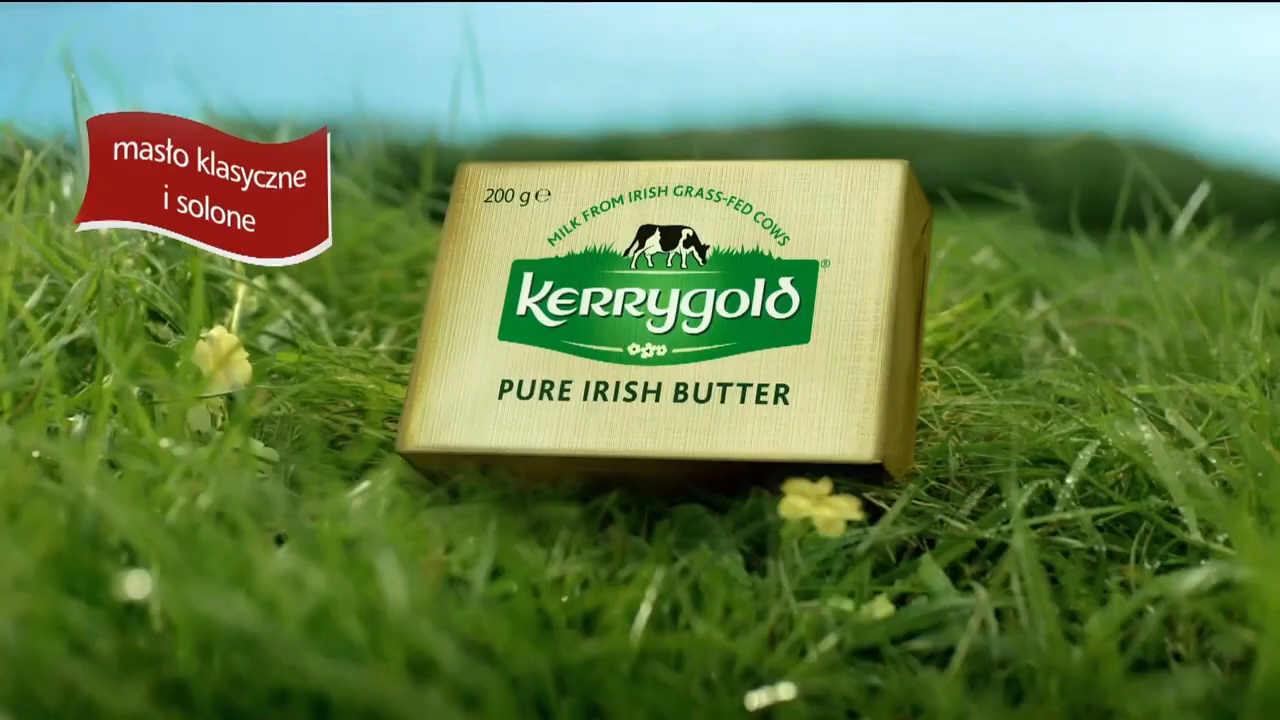 masło klasyczne
i solone
200 g ℮
MILK FROM IRISH GRASS-FED COWS
Kerrygold®
PURE IRISH BUTTER